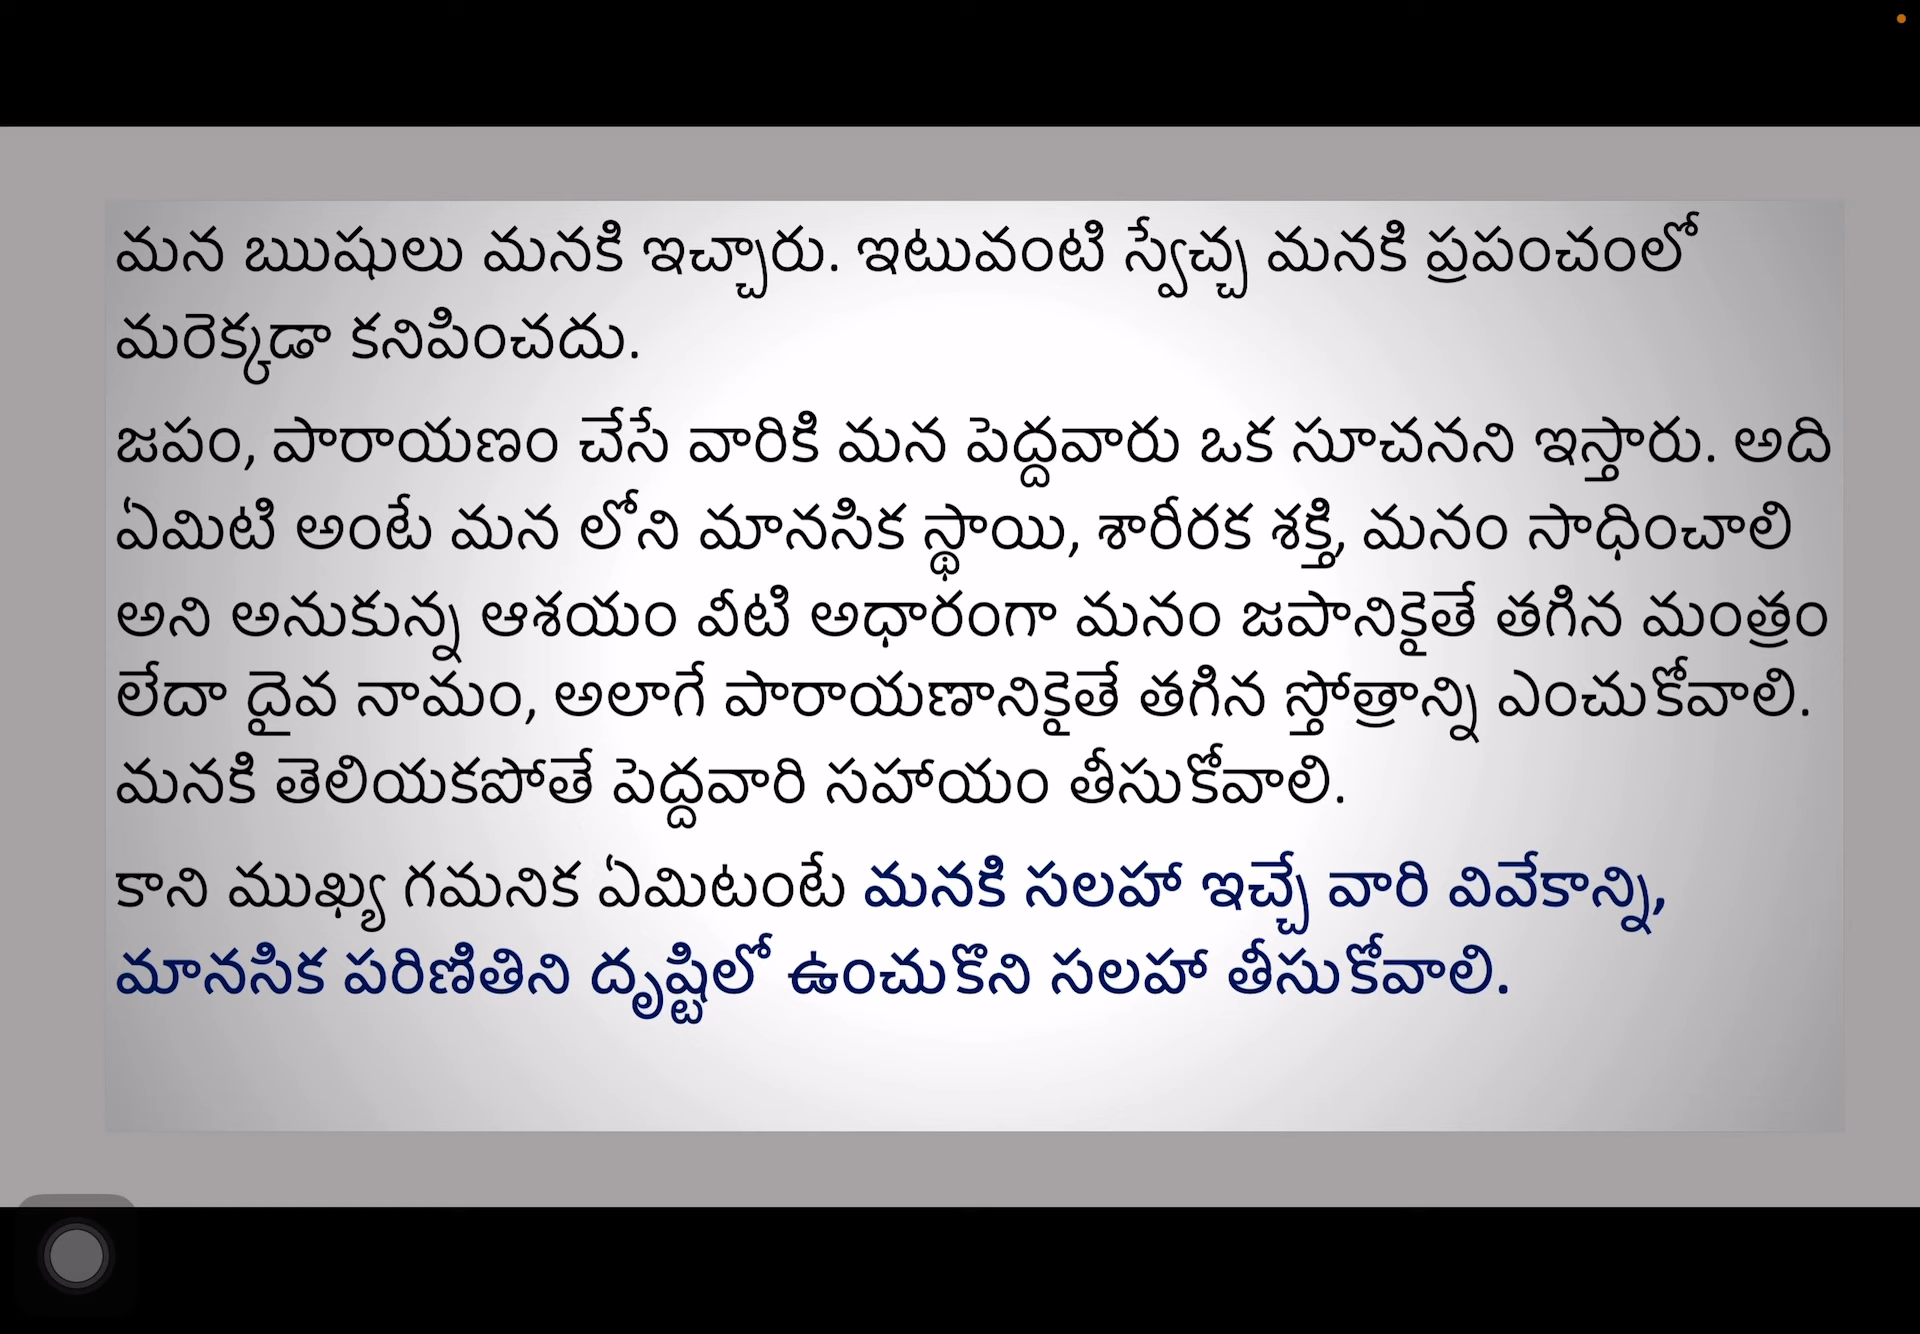 మన ఋషులు మనకి ఇచ్చారు. ఇటువంటి స్వేచ్చ మనకి ప్రపంచంలో
మరెక్కడా కనిపించదు.
జపం, పారాయణం చేసే వారికి మన పెద్దవారు ఒక సూచనని ఇస్తారు. అది
ఏమిటి అంటే మన లోని మానసిక స్థాయి, శారీరక శక్తి, మనం సాధించాలి
అని అనుకున్న ఆశయం వీటి అధారంగా మనం జపానికైతే తగిన మంత్రం
లేదా దైవ నామం, అలాగే పారాయణానికైతే తగిన స్తోత్రాన్ని ఎంచుకోవాలి.
మనకి తెలియకపోతే పెద్దవారి సహాయం తీసుకోవాలి.
కాని ముఖ్య గమనిక ఏమిటంటే మనకి సలహా ఇచ్చే వారి వివేకాన్ని,
మానసిక పరిణితిని దృష్టిలో ఉంచుకొని సలహా తీసుకోవాలి.